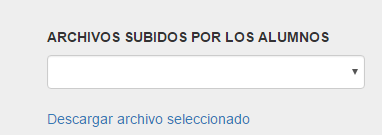 ARCHIVOS SUBIDOS POR LOS ALUMNOS
Descargar archivo seleccionado